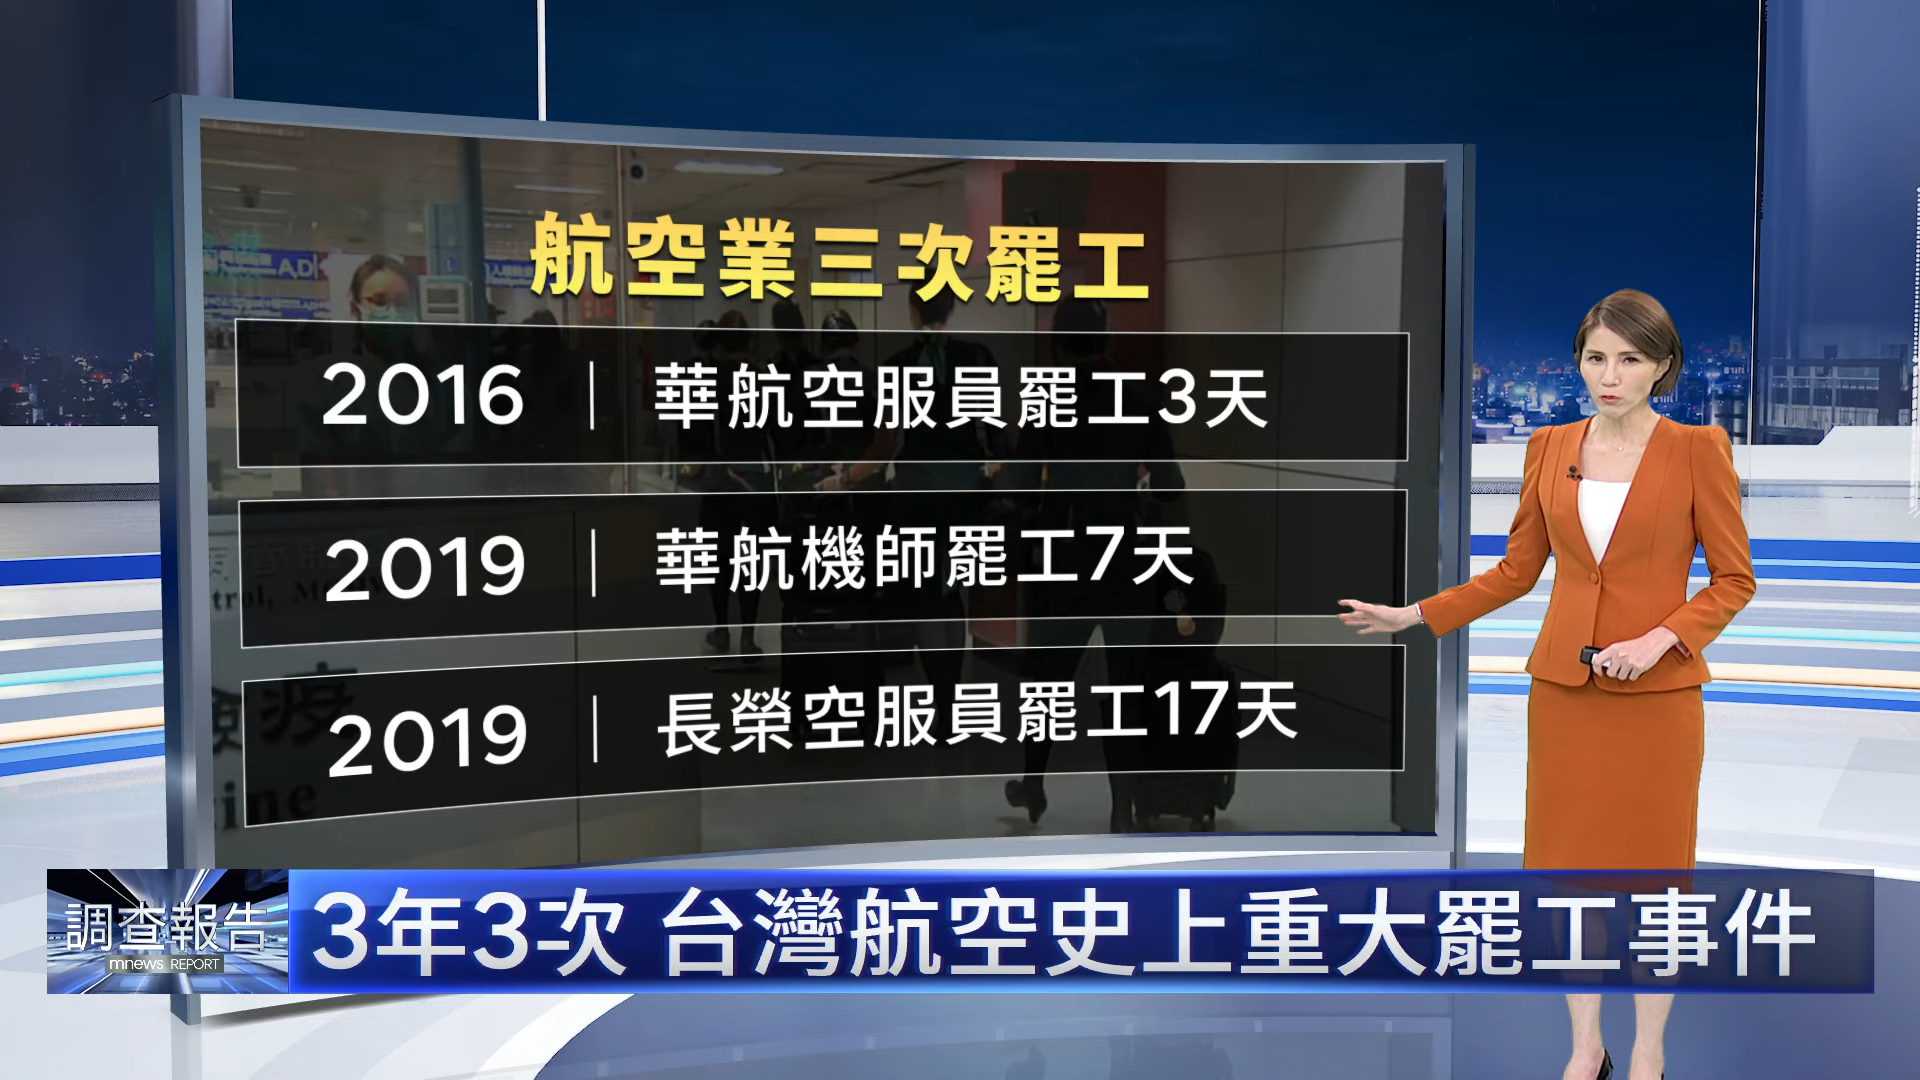 航空業三次罷工
2016 | 華航空服員罷工3天
2019 | 華航機師罷工7天
2019 | 長榮空服員罷工17天
調查報告
mnews REPORT
3年3次 台灣航空史上重大罷工事件